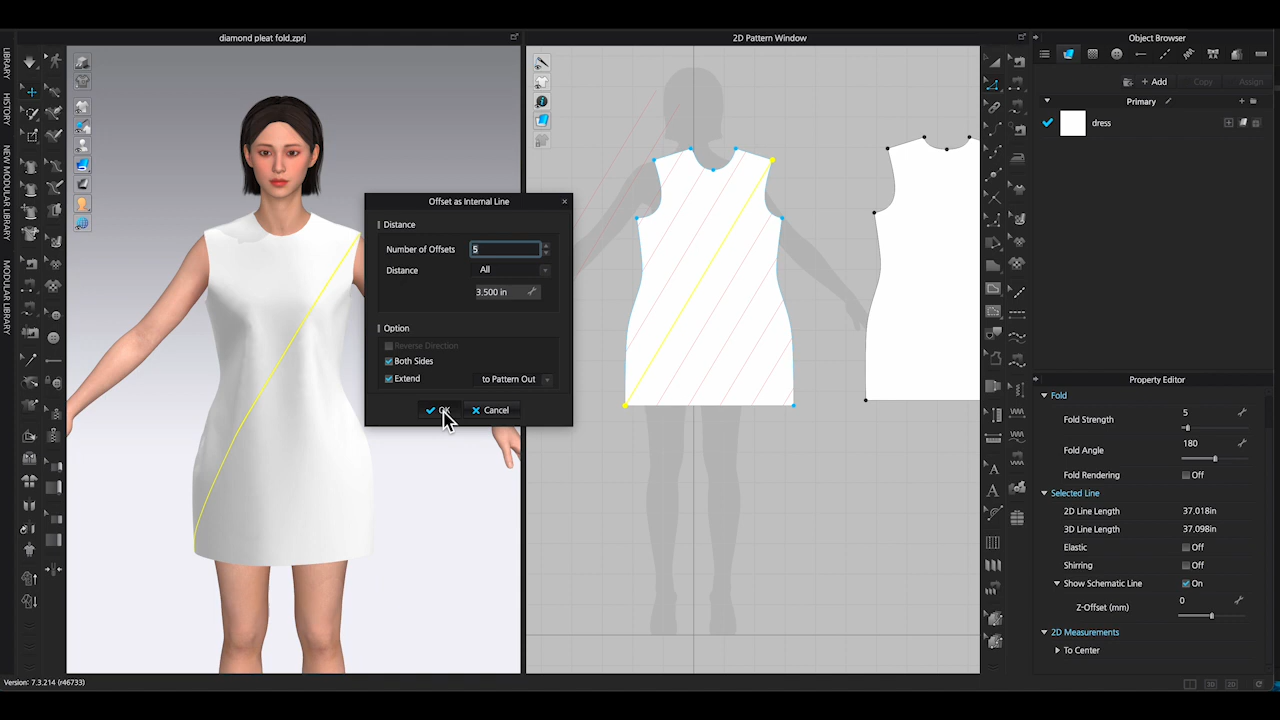 diamond pleat fold.zprj
2D Pattern Window
Object Browser
LIBRARY
HISTORY
NEW MODULAR LIBRARY
MODULAR LIBRARY
+ Add
Copy
Assign
Primary
dress
Offset as Internal Line
Distance
Number of Offsets
5
Distance
All
3.500 in
Option
Reverse Direction
Both Sides
Extend
to Pattern Out
OK
Cancel
A
A
Property Editor
Fold
Fold Strength
5
Fold Angle
180
Fold Rendering
Off
Selected Line
2D Line Length
37.018in
3D Line Length
37.098in
Elastic
Off
Shirring
Off
Show Schematic Line
On
Z-Offset (mm)
0
2D Measurements
To Center
Version: 7.3.214 (r46733)
3D
2D